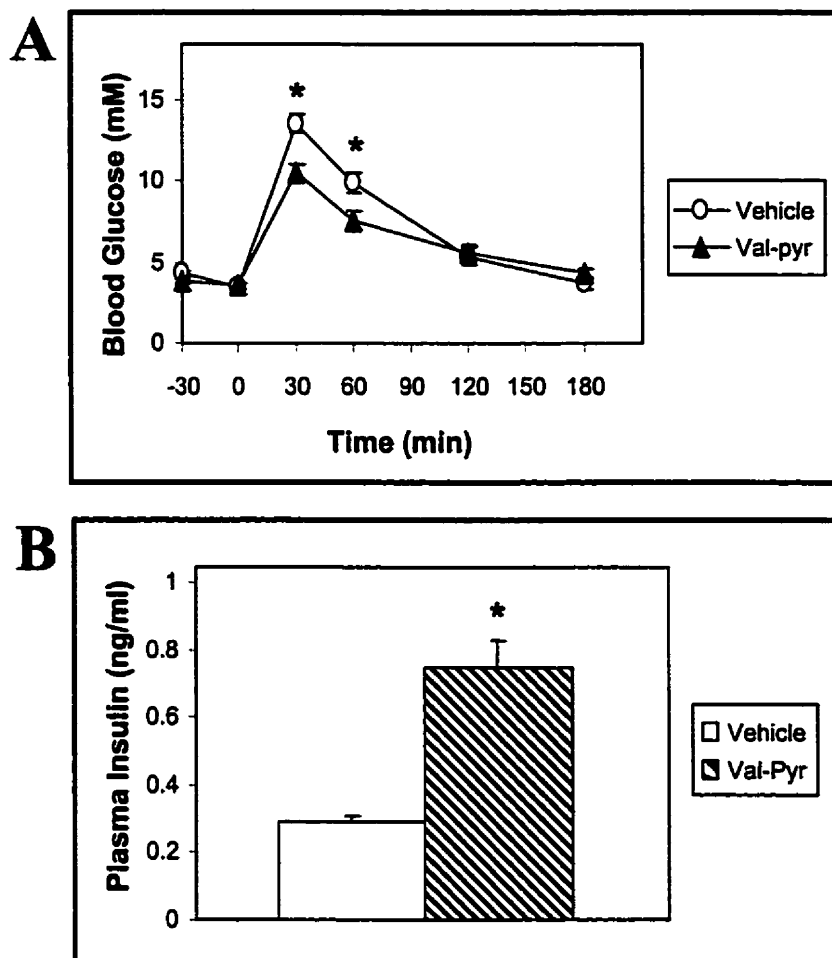 A
Blood Glucose (mM)
15
10
5
0
*
*
-30 0 30 60 90 120 150 180
Time (min)
Vehicle
Val-pyr
B
Plasma Insulin (ng/ml)
1
0.8
0.6
0.4
0.2
0
*
Vehicle
Val-Pyr